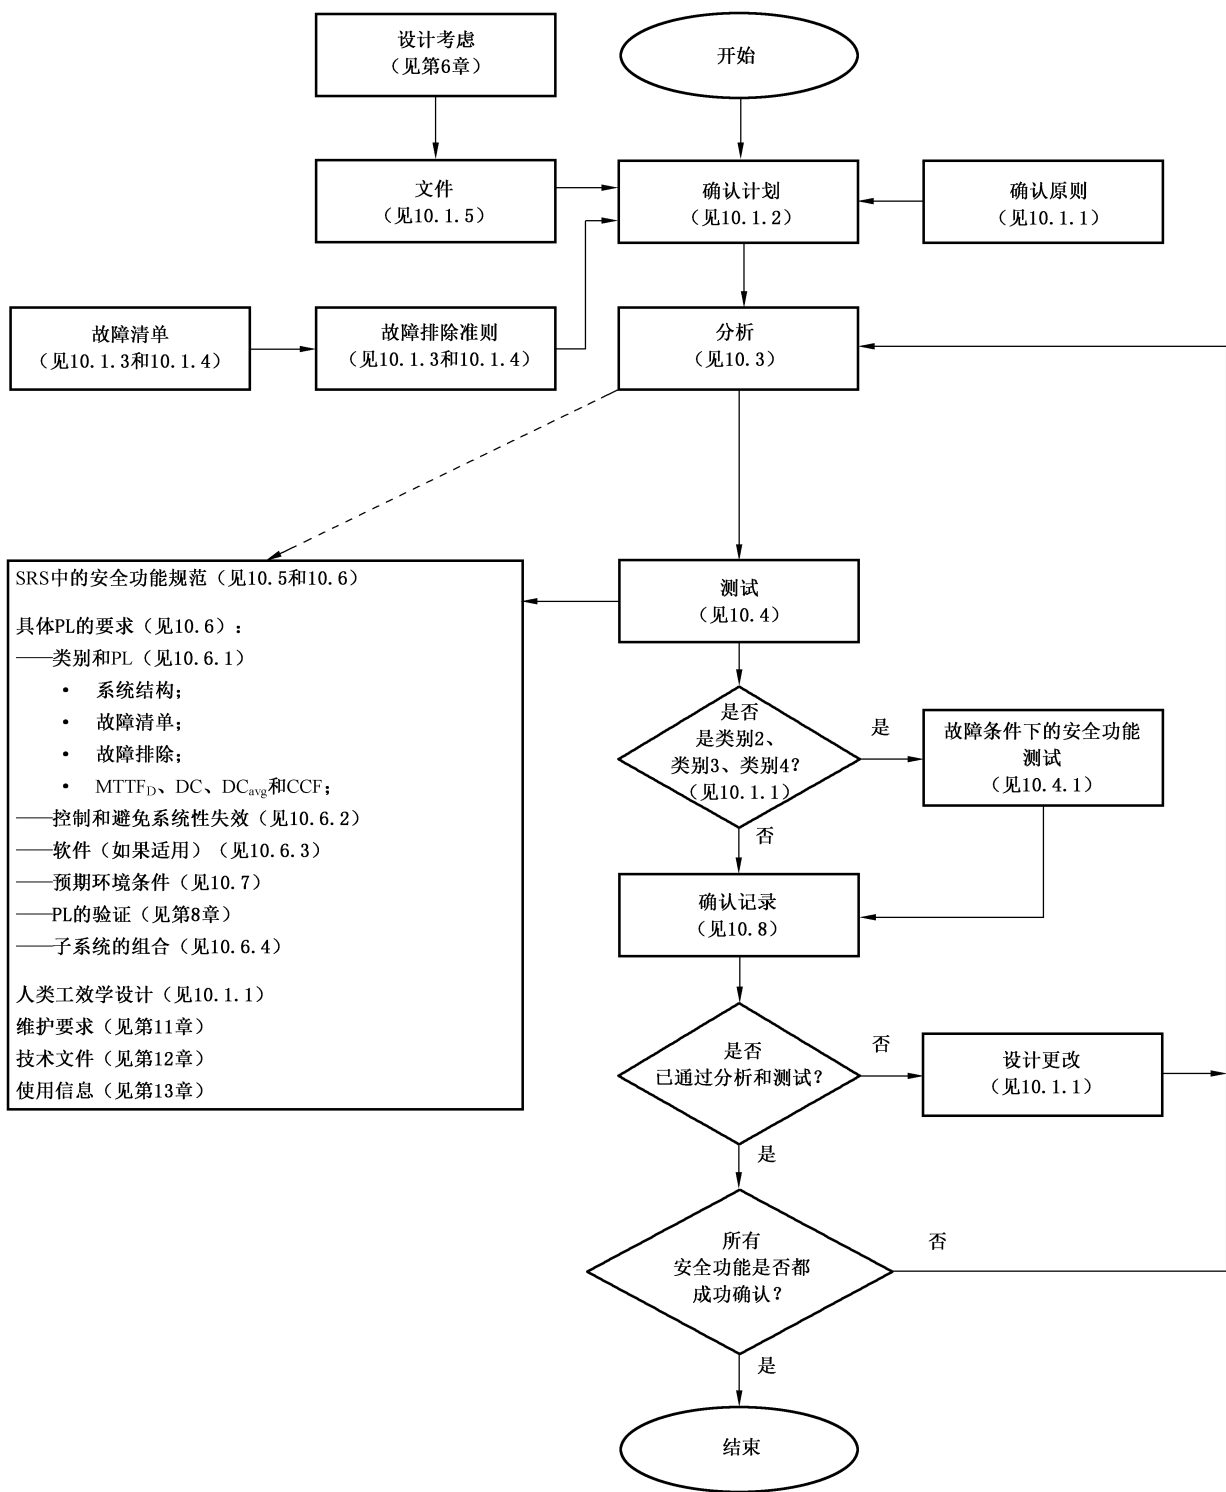 设计考虑
（见第6章）
开始
文件
（见10.1.5）
确认计划
（见10.1.2）
确认原则
（见10.1.1）
故障清单
（见10.1.3和10.1.4）
故障排除准则
（见10.1.3和10.1.4）
分析
（见10.3）
SRS中的安全功能规范（见10.5和10.6）
具体PL的要求（见10.6）：
——类别和PL（见10.6.1）
• 系统结构；
• 故障清单；
• 故障排除；
• MTTFD、DC、DCavg和CCF；
——控制和避免系统性失效（见10.6.2）
——软件（如果适用）（见10.6.3）
——预期环境条件（见10.7）
——PL的验证（见第8章）
——子系统的组合（见10.6.4）
人类工效学设计（见10.1.1）
维护要求（见第11章）
技术文件（见第12章）
使用信息（见第13章）
测试
（见10.4）
是否
是类别2、
类别3、类别4？
（见10.1.1）
是
故障条件下的安全功能
测试
（见10.4.1）
否
确认记录
（见10.8）
是否
已通过分析和测试？
否
设计更改
（见10.1.1）
是
所有
安全功能是否都
成功确认？
否
是
结束